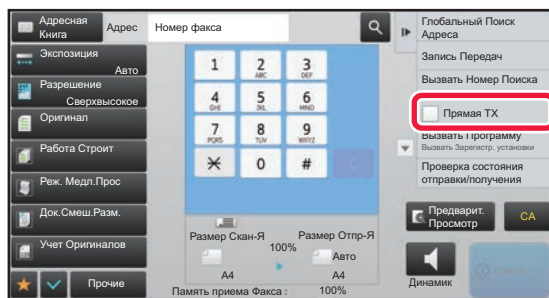 Адресная Книга
Адрес
Номер факса
Экспозиция
Авто
Разрешение
Сверхвысокое
Оригинал
Работа Строит
Реж. Медл.Прос
Док.Смеш.Разм.
Учет Оригиналов
Прочие
1
2
ABC
3
DEF
4
GHI
5
JKL
6
MNO
7
PQRS
8
TUV
9
WXYZ
0
#
Размер Скан-Я
100%
Размер Отпр-Я
Авто
A4
A4
Память приема Факса :
100%
Глобальный Поиск
Адреса
Запись Передач
Вызвать Номер Поиска
Прямая TX
Вызвать Программу
Вызвать Зарегистр. установки
Проверка состояния
отправки/получения
Предварит.
Просмотр
CA
Динамик